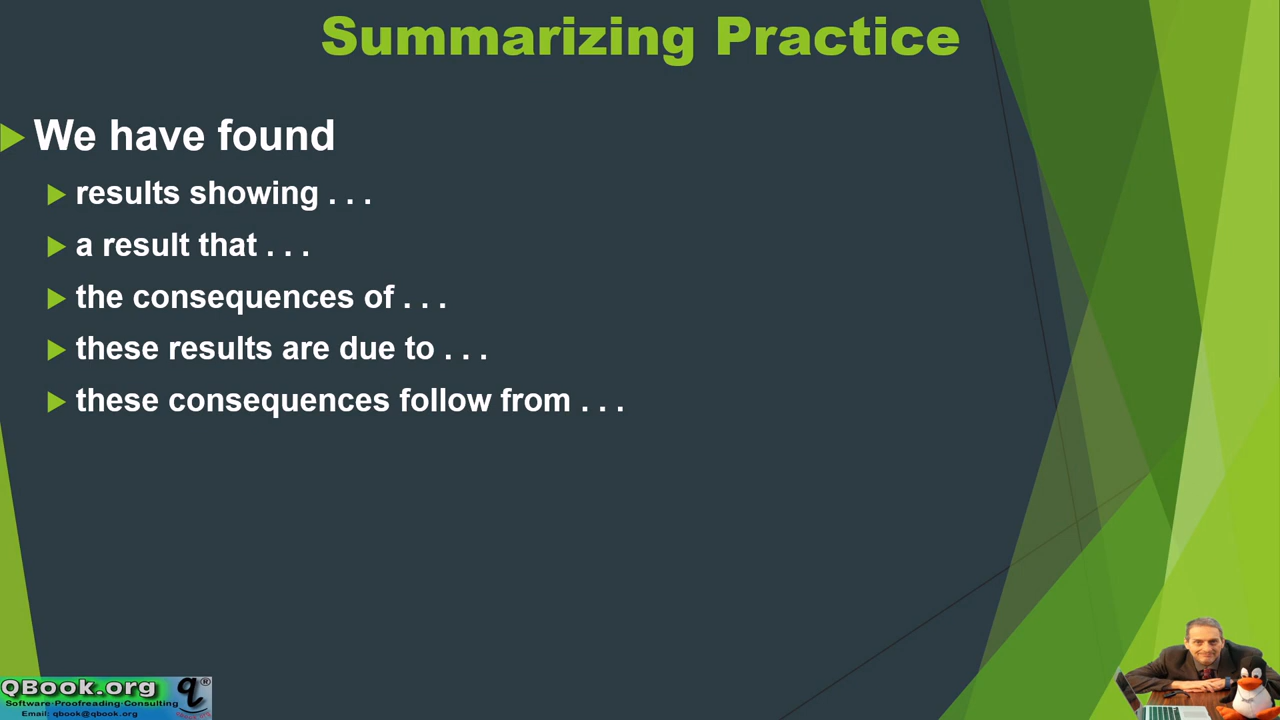 Summarizing Practice
We have found
results showing . . .
a result that . . .
the consequences of . . .
these results are due to . . .
these consequences follow from . . .
QBook.org
q®
Software·Proofreading·Consulting
Email: qbook@qbook.org